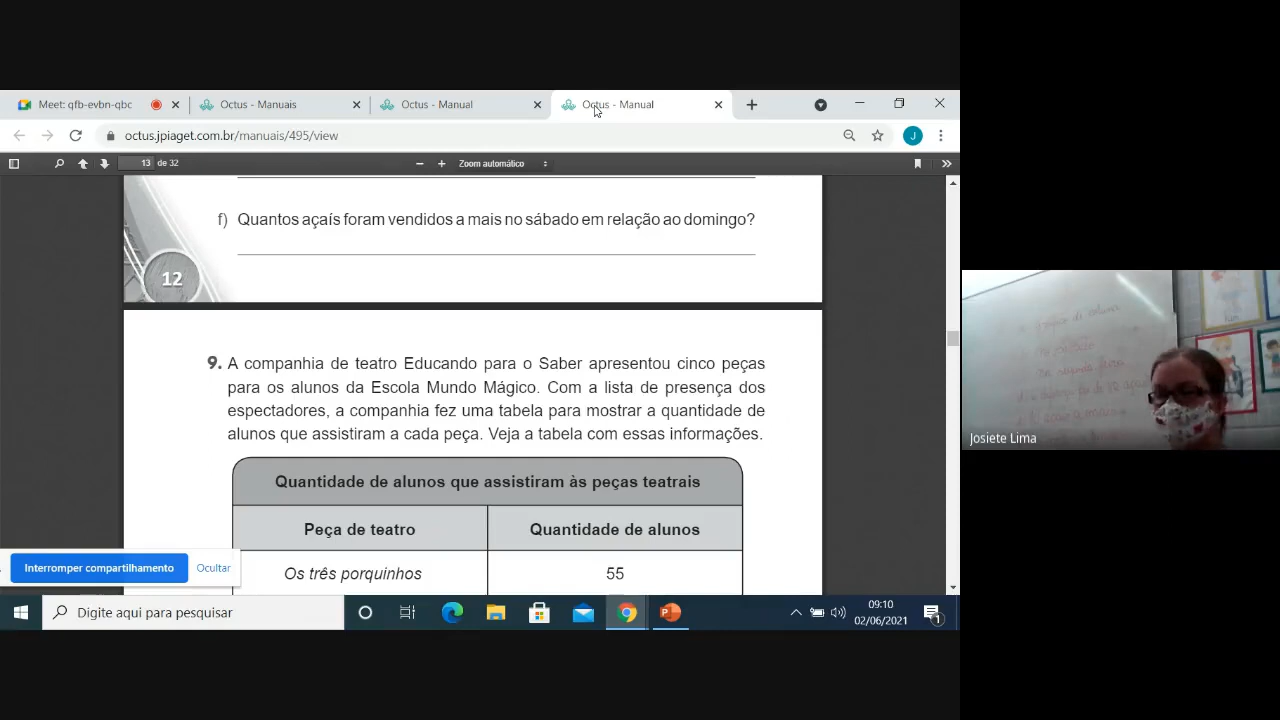 Meet: qfb-evbn-qbc
Octus - Manuais
Octus - Manual
Octus - Manual
octus.jpiaget.com.br/manuais/495/view
J
13 de 32
Zoom automático
f) Quantos açaís foram vendidos a mais no sábado em relação ao domingo?
12
9. A companhia de teatro Educando para o Saber apresentou cinco peças
para os alunos da Escola Mundo Mágico. Com a lista de presença dos
espectadores, a companhia fez uma tabela para mostrar a quantidade de
alunos que assistiram a cada peça. Veja a tabela com essas informações.
Quantidade de alunos que assistiram às peças teatrais
Peça de teatro Quantidade de alunos
Os três porquinhos 55
Interromper compartilhamento Ocultar
Digite aqui para pesquisar
09:10
02/06/2021
1
Josiete Lima